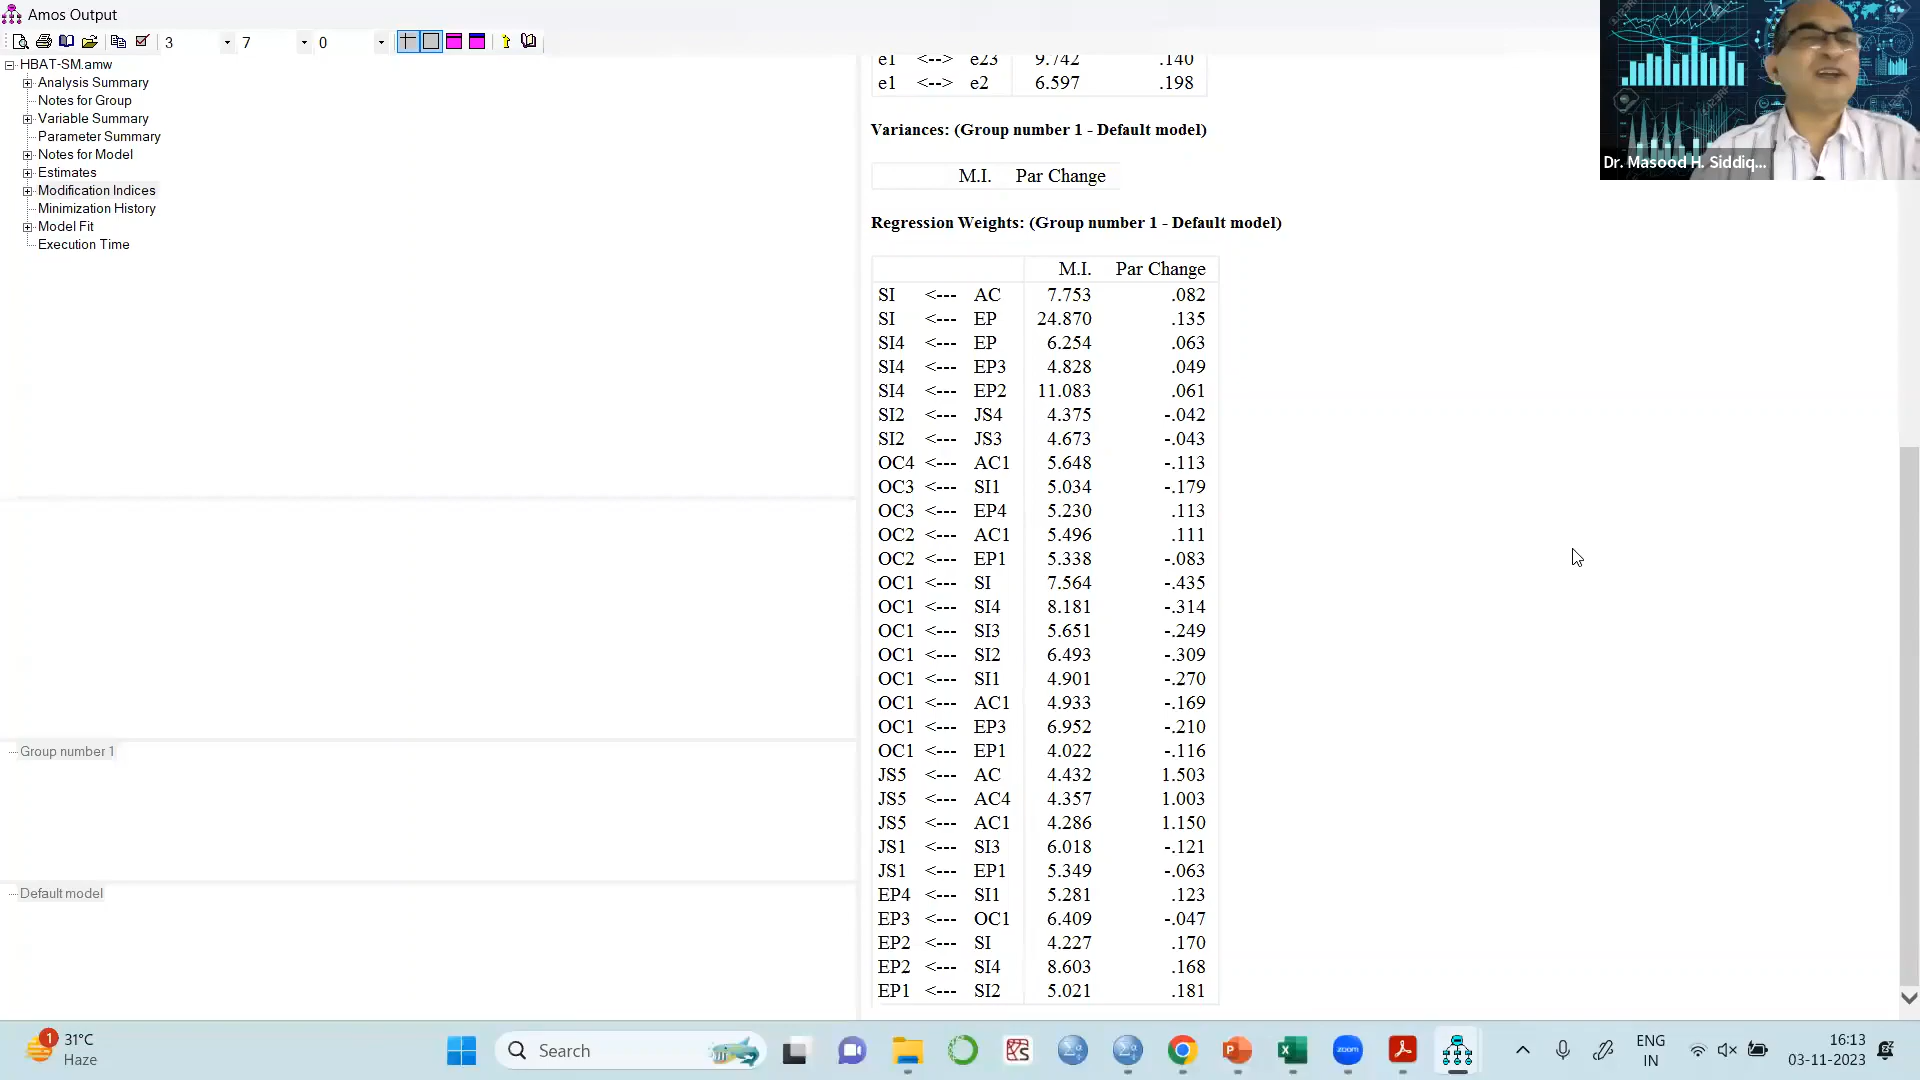 Amos Output
3 7 0
HBAT-SM.amw
Analysis Summary
Notes for Group
Variable Summary
Parameter Summary
Notes for Model
Estimates
Modification Indices
Minimization History
Model Fit
Execution Time
Group number 1
Default model
e1 <--> e23 9.742 .140
e1 <--> e2 6.597 .198
Variances: (Group number 1 - Default model)
M.I. Par Change
Regression Weights: (Group number 1 - Default model)
M.I. Par Change
SI <--- AC 7.753 .082
SI <--- EP 24.870 .135
SI4 <--- EP 6.254 .063
SI4 <--- EP3 4.828 .049
SI4 <--- EP2 11.083 .061
SI2 <--- JS4 4.375 -.042
SI2 <--- JS3 4.673 -.043
OC4 <--- AC1 5.648 -.113
OC3 <--- SI1 5.034 -.179
OC3 <--- EP4 5.230 .113
OC2 <--- AC1 5.496 .111
OC2 <--- EP1 5.338 -.083
OC1 <--- SI 7.564 -.435
OC1 <--- SI4 8.181 -.314
OC1 <--- SI3 5.651 -.249
OC1 <--- SI2 6.493 -.309
OC1 <--- SI1 4.901 -.270
OC1 <--- AC1 4.933 -.169
OC1 <--- EP3 6.952 -.210
OC1 <--- EP1 4.022 -.116
JS5 <--- AC 4.432 1.503
JS5 <--- AC4 4.357 1.003
JS5 <--- AC1 4.286 1.150
JS1 <--- SI3 6.018 -.121
JS1 <--- EP1 5.349 -.063
EP4 <--- SI1 5.281 .123
EP3 <--- OC1 6.409 -.047
EP2 <--- SI 4.227 .170
EP2 <--- SI4 8.603 .168
EP1 <--- SI2 5.021 .181
Dr. Masood H. Siddiq...
1
31°C
Haze
Search
zoom
ENG
IN
16:13
03-11-2023